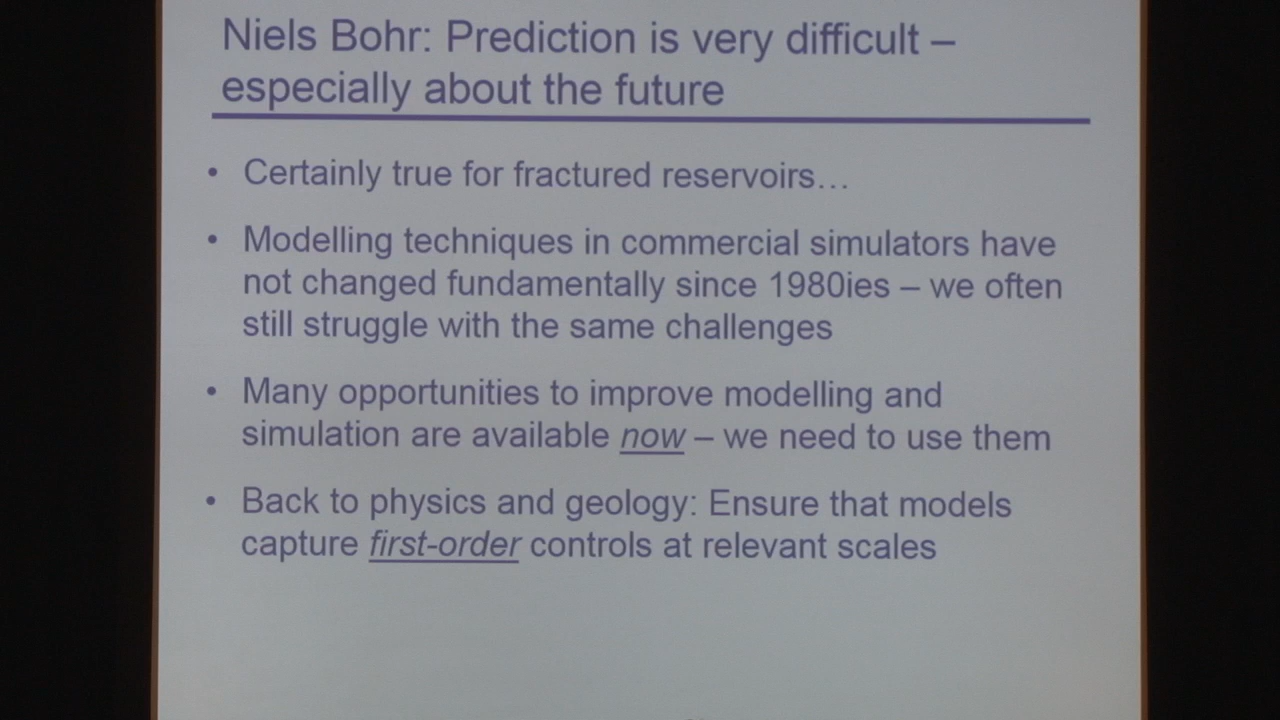 Niels Bohr: Prediction is very difficult –
especially about the future
• Certainly true for fractured reservoirs…
• Modelling techniques in commercial simulators have
not changed fundamentally since 1980ies – we often
still struggle with the same challenges
• Many opportunities to improve modelling and
simulation are available now – we need to use them
• Back to physics and geology: Ensure that models
capture first-order controls at relevant scales